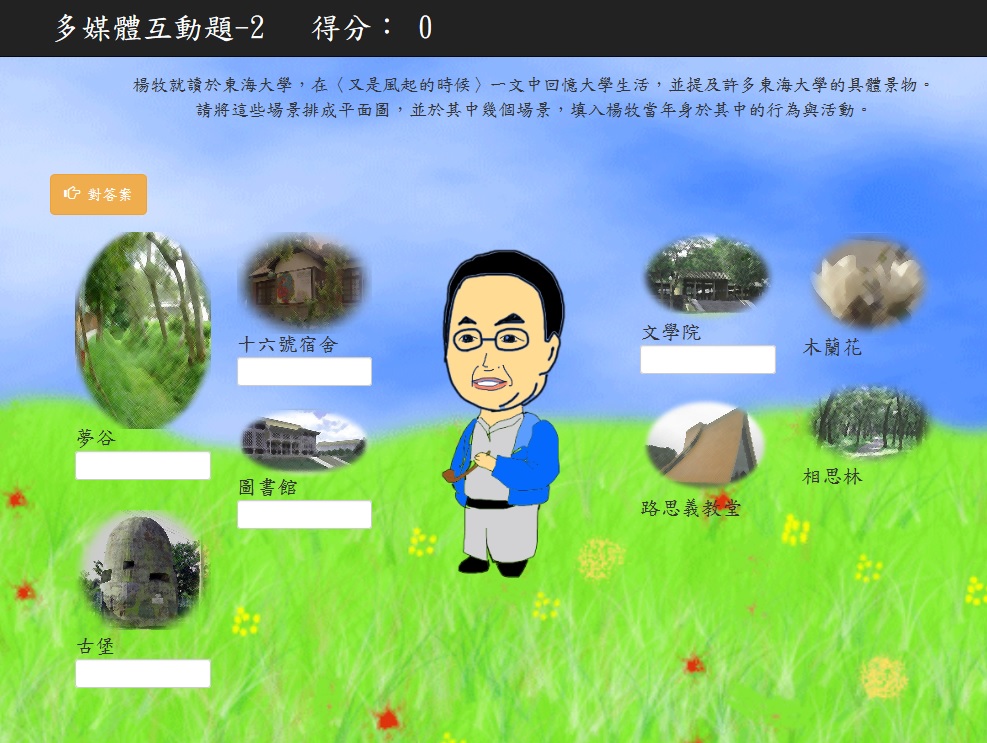 多媒體互動題-2 得分： 0
楊牧就讀於東海大學，在〈又是風起的時候〉一文中回憶大學生活，並提及許多東海大學的具體景物。
請將這些場景排成平面圖，並於其中幾個場景，填入楊牧當年身於其中的行為與活動。
對答案
夢谷
十六號宿舍
圖書館
古堡
文學院
木蘭花
路思義教堂
相思林